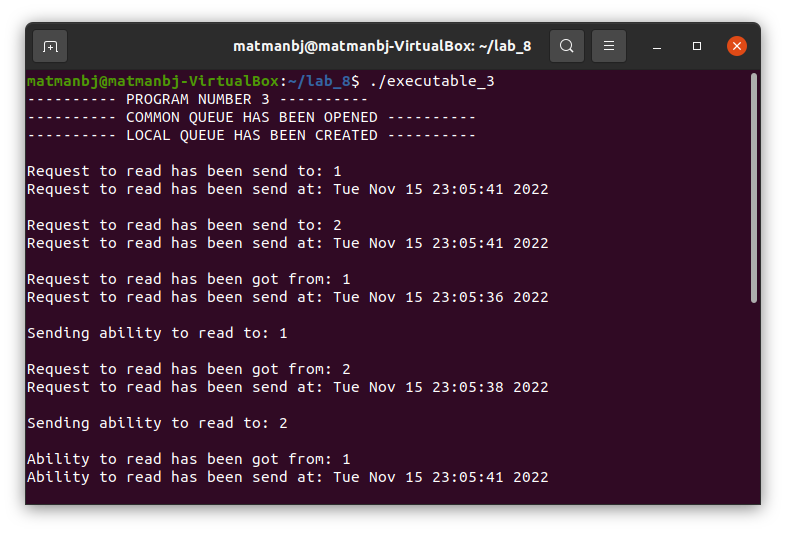 matmanbj@matmanbj-VirtualBox: ~/lab_8
matmanbj@matmanbj-VirtualBox:~/lab_8$ ./executable_3
---------- PROGRAM NUMBER 3 ----------
---------- COMMON QUEUE HAS BEEN OPENED ----------
---------- LOCAL QUEUE HAS BEEN CREATED ----------
Request to read has been send to: 1
Request to read has been send at: Tue Nov 15 23:05:41 2022
Request to read has been send to: 2
Request to read has been send at: Tue Nov 15 23:05:41 2022
Request to read has been got from: 1
Request to read has been send at: Tue Nov 15 23:05:36 2022
Sending ability to read to: 1
Request to read has been got from: 2
Request to read has been send at: Tue Nov 15 23:05:38 2022
Sending ability to read to: 2
Ability to read has been got from: 1
Ability to read has been send at: Tue Nov 15 23:05:41 2022